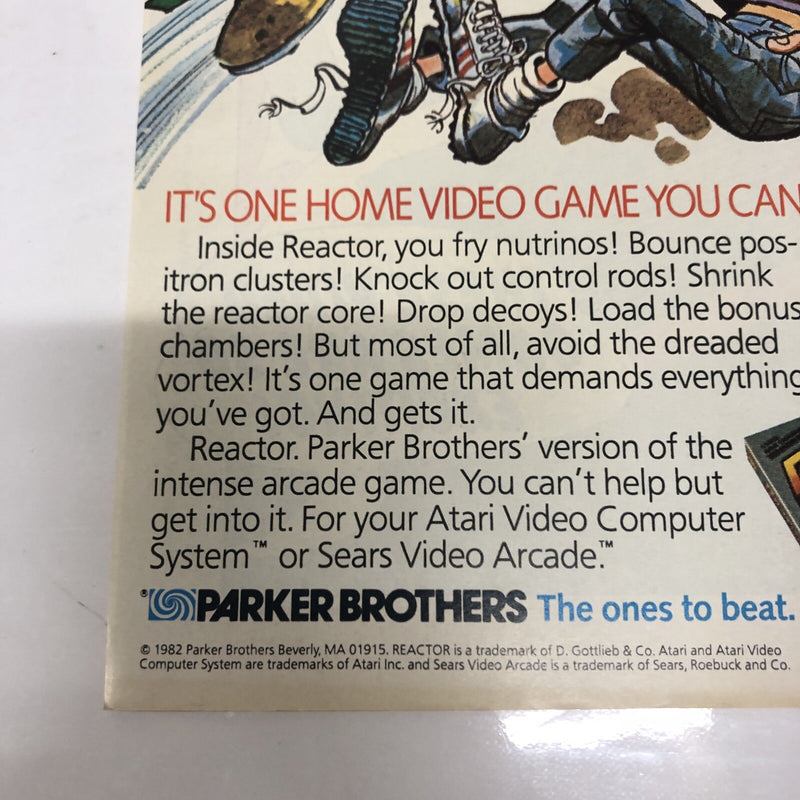 IT'S ONE HOME VIDEO GAME YOU CAN
Inside Reactor, you fry nutrinos! Bounce pos-
itron clusters! Knock out control rods! Shrink
the reactor core! Drop decoys! Load the bonus
chambers! But most of all, avoid the dreaded
vortex! It's one game that demands everything
you've got. And gets it.
Reactor. Parker Brothers' version of the
intense arcade game. You can't help but
get into it. For your Atari Video Computer
System™ or Sears Video Arcade.™
PARKER BROTHERS The ones to beat.
© 1982 Parker Brothers Beverly, MA 01915. REACTOR is a trademark of D. Gottlieb & Co. Atari and Atari Video
Computer System are trademarks of Atari Inc. and Sears Video Arcade is a trademark of Sears, Roebuck and Co.